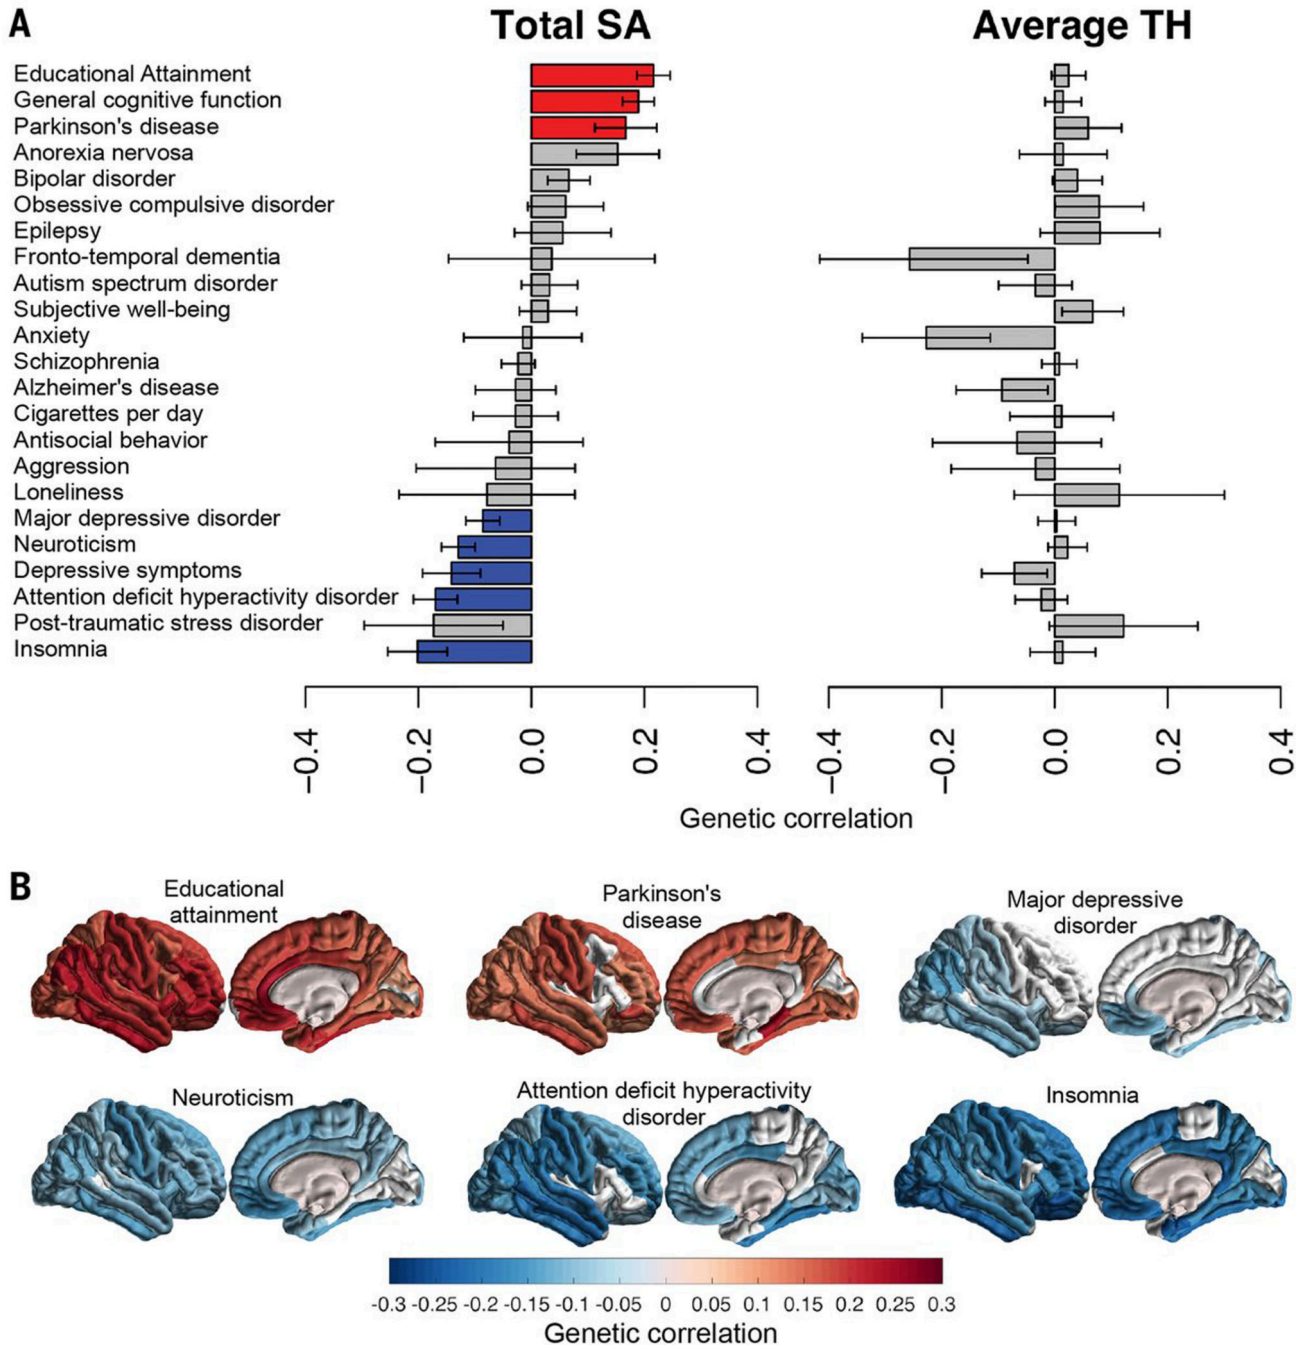 A
Total SA
Average TH
Educational Attainment
General cognitive function
Parkinson's disease
Anorexia nervosa
Bipolar disorder
Obsessive compulsive disorder
Epilepsy
Fronto-temporal dementia
Autism spectrum disorder
Subjective well-being
Anxiety
Schizophrenia
Alzheimer's disease
Cigarettes per day
Antisocial behavior
Aggression
Loneliness
Major depressive disorder
Neuroticism
Depressive symptoms
Attention deficit hyperactivity disorder
Post-traumatic stress disorder
Insomnia
−0.4 −0.2 0.0 0.2 0.4
−0.4 −0.2 0.0 0.2 0.4
Genetic correlation
B
Educational
attainment
Parkinson's
disease
Major depressive
disorder
Neuroticism
Attention deficit hyperactivity
disorder
Insomnia
-0.3 -0.25 -0.2 -0.15 -0.1 -0.05 0 0.05 0.1 0.15 0.2 0.25 0.3
Genetic correlation